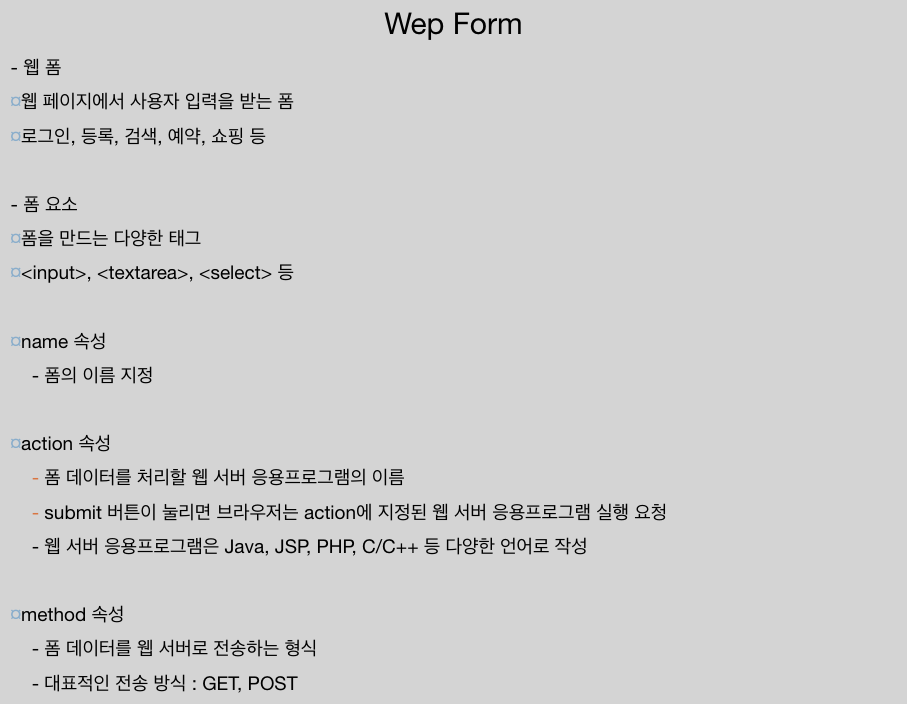 Wep Form
- 웹 폼
¤웹 페이지에서 사용자 입력을 받는 폼
¤로그인, 등록, 검색, 예약, 쇼핑 등
- 폼 요소
¤폼을 만드는 다양한 태그
¤<input>, <textarea>, <select> 등
¤name 속성
- 폼의 이름 지정
¤action 속성
- 폼 데이터를 처리할 웹 서버 응용프로그램의 이름
- submit 버튼이 눌리면 브라우저는 action에 지정된 웹 서버 응용프로그램 실행 요청
- 웹 서버 응용프로그램은 Java, JSP, PHP, C/C++ 등 다양한 언어로 작성
¤method 속성
- 폼 데이터를 웹 서버로 전송하는 형식
- 대표적인 전송 방식 : GET, POST